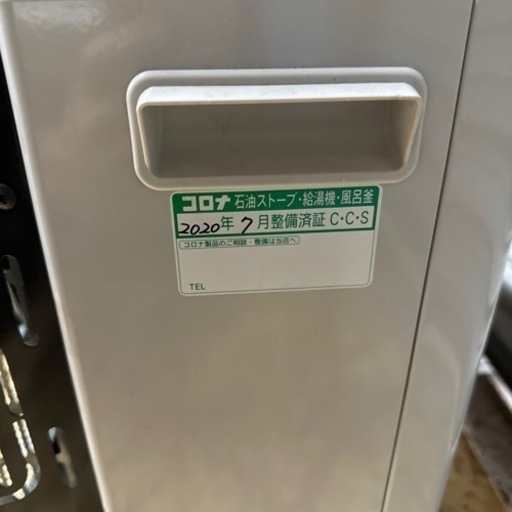 コロナ 石油ストーブ・給湯機・風呂釜
2020年 7月整備済証 C・C・S
コロナ製品のご相談・整備は当店へ
TEL